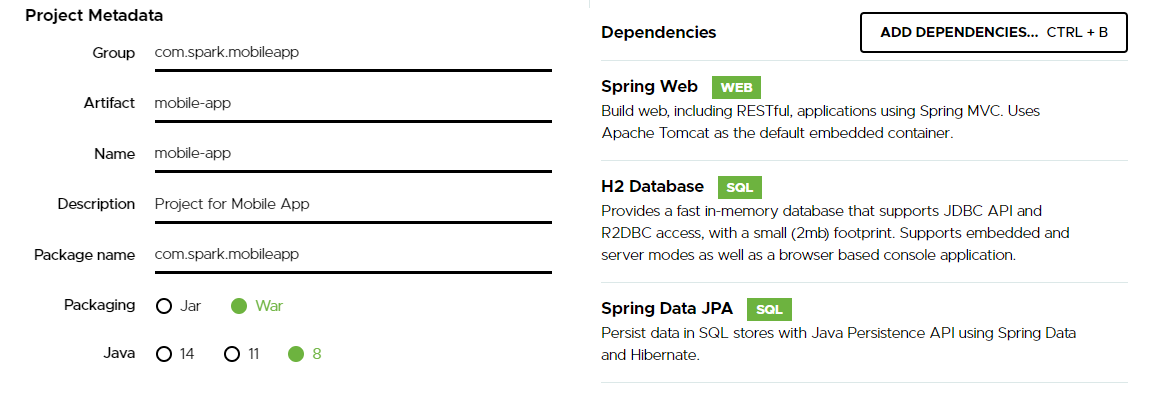 Project Metadata
Group com.spark.mobileapp
Artifact mobile-app
Name mobile-app
Description Project for Mobile App
Package name com.spark.mobileapp
Packaging Jar War
Java 14 11 8
Dependencies ADD DEPENDENCIES... CTRL + B
Spring Web WEB
Build web, including RESTful, applications using Spring MVC. Uses
Apache Tomcat as the default embedded container.
H2 Database SQL
Provides a fast in-memory database that supports JDBC API and
R2DBC access, with a small (2mb) footprint. Supports embedded and
server modes as well as a browser based console application.
Spring Data JPA SQL
Persist data in SQL stores with Java Persistence API using Spring Data
and Hibernate.